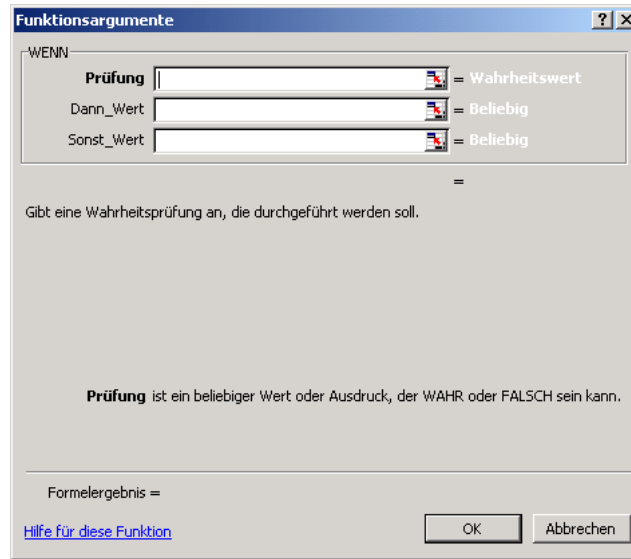 Funktionsargumente
WENN
Prüfung = Wahrheitswert
Dann_Wert = Beliebig
Sonst_Wert = Beliebig
=
Gibt eine Wahrheitsprüfung an, die durchgeführt werden soll.
Prüfung ist ein beliebiger Wert oder Ausdruck, der WAHR oder FALSCH sein kann.
Formelergebnis =
Hilfe für diese Funktion OK Abbrechen